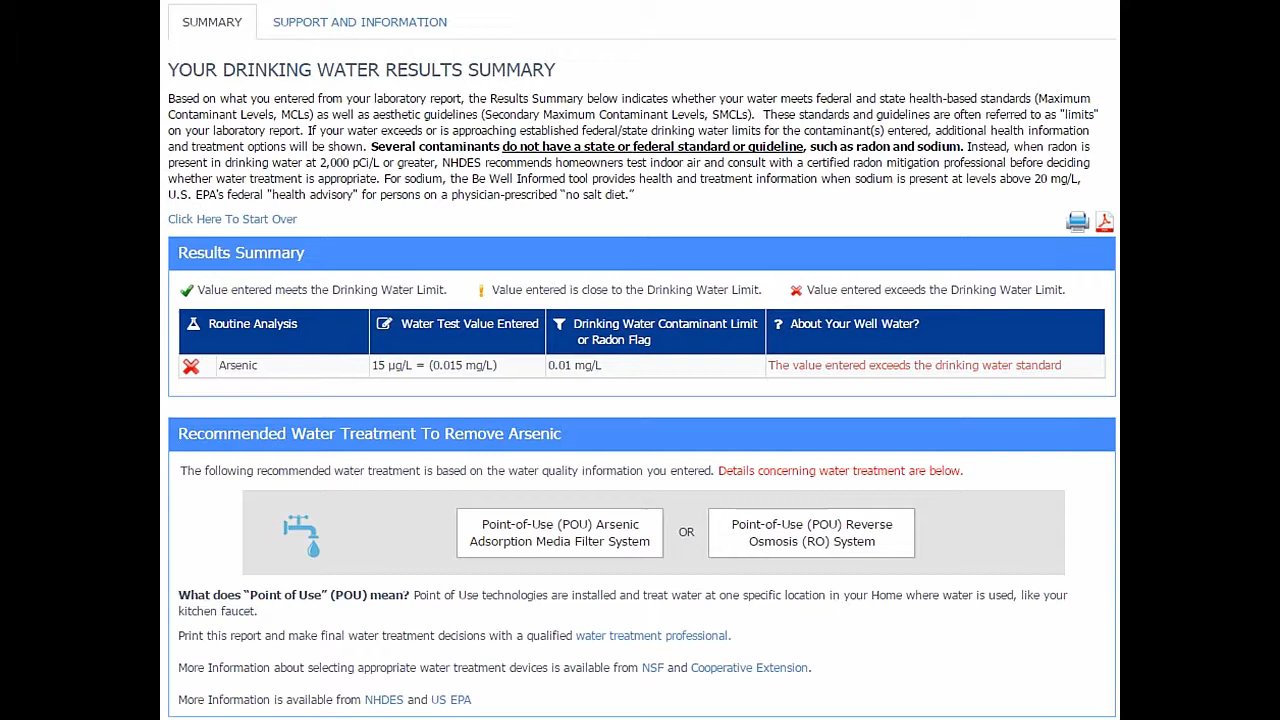 SUMMARY
SUPPORT AND INFORMATION
YOUR DRINKING WATER RESULTS SUMMARY
Based on what you entered from your laboratory report, the Results Summary below indicates whether your water meets federal and state health-based standards (Maximum
Contaminant Levels, MCLs) as well as aesthetic guidelines (Secondary Maximum Contaminant Levels, SMCLs).  These standards and guidelines are often referred to as "limits"
on your laboratory report. If your water exceeds or is approaching established federal/state drinking water limits for the contaminant(s) entered, additional health information
and treatment options will be shown. Several contaminants do not have a state or federal standard or guideline, such as radon and sodium. Instead, when radon is
present in drinking water at 2,000 pCi/L or greater, NHDES recommends homeowners test indoor air and consult with a certified radon mitigation professional before deciding
whether water treatment is appropriate. For sodium, the Be Well Informed tool provides health and treatment information when sodium is present at levels above 20 mg/L,
U.S. EPA's federal "health advisory" for persons on a physician-prescribed “no salt diet.”
Click Here To Start Over
Results Summary
Value entered meets the Drinking Water Limit.
Value entered is close to the Drinking Water Limit.
Value entered exceeds the Drinking Water Limit.
Routine Analysis
Water Test Value Entered
Drinking Water Contaminant Limit
or Radon Flag
? About Your Well Water?
Arsenic
15 µg/L = (0.015 mg/L)
0.01 mg/L
The value entered exceeds the drinking water standard
Recommended Water Treatment To Remove Arsenic
The following recommended water treatment is based on the water quality information you entered. Details concerning water treatment are below.
Point-of-Use (POU) Arsenic
Adsorption Media Filter System
OR
Point-of-Use (POU) Reverse
Osmosis (RO) System
What does “Point of Use” (POU) mean? Point of Use technologies are installed and treat water at one specific location in your Home where water is used, like your
kitchen faucet.
Print this report and make final water treatment decisions with a qualified water treatment professional.
More Information about selecting appropriate water treatment devices is available from NSF and Cooperative Extension.
More Information is available from NHDES and US EPA